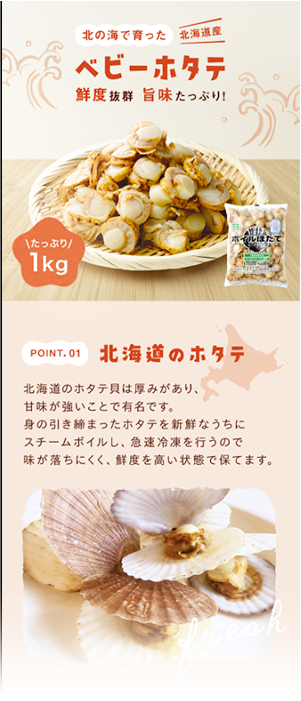 北の海で育った
北海道産
ベビーホタテ
鮮度抜群 旨味たっぷり!
たっぷり
1kg
ボイルほたて
POINT. 01
北海道のホタテ
北海道のホタテ貝は厚みがあり、
甘味が強いことで有名です。
身の引き締まったホタテを新鮮なうちに
スチームボイルし、急速冷凍を行うので
味が落ちにくく、鮮度を高い状態で保てます。
fresh